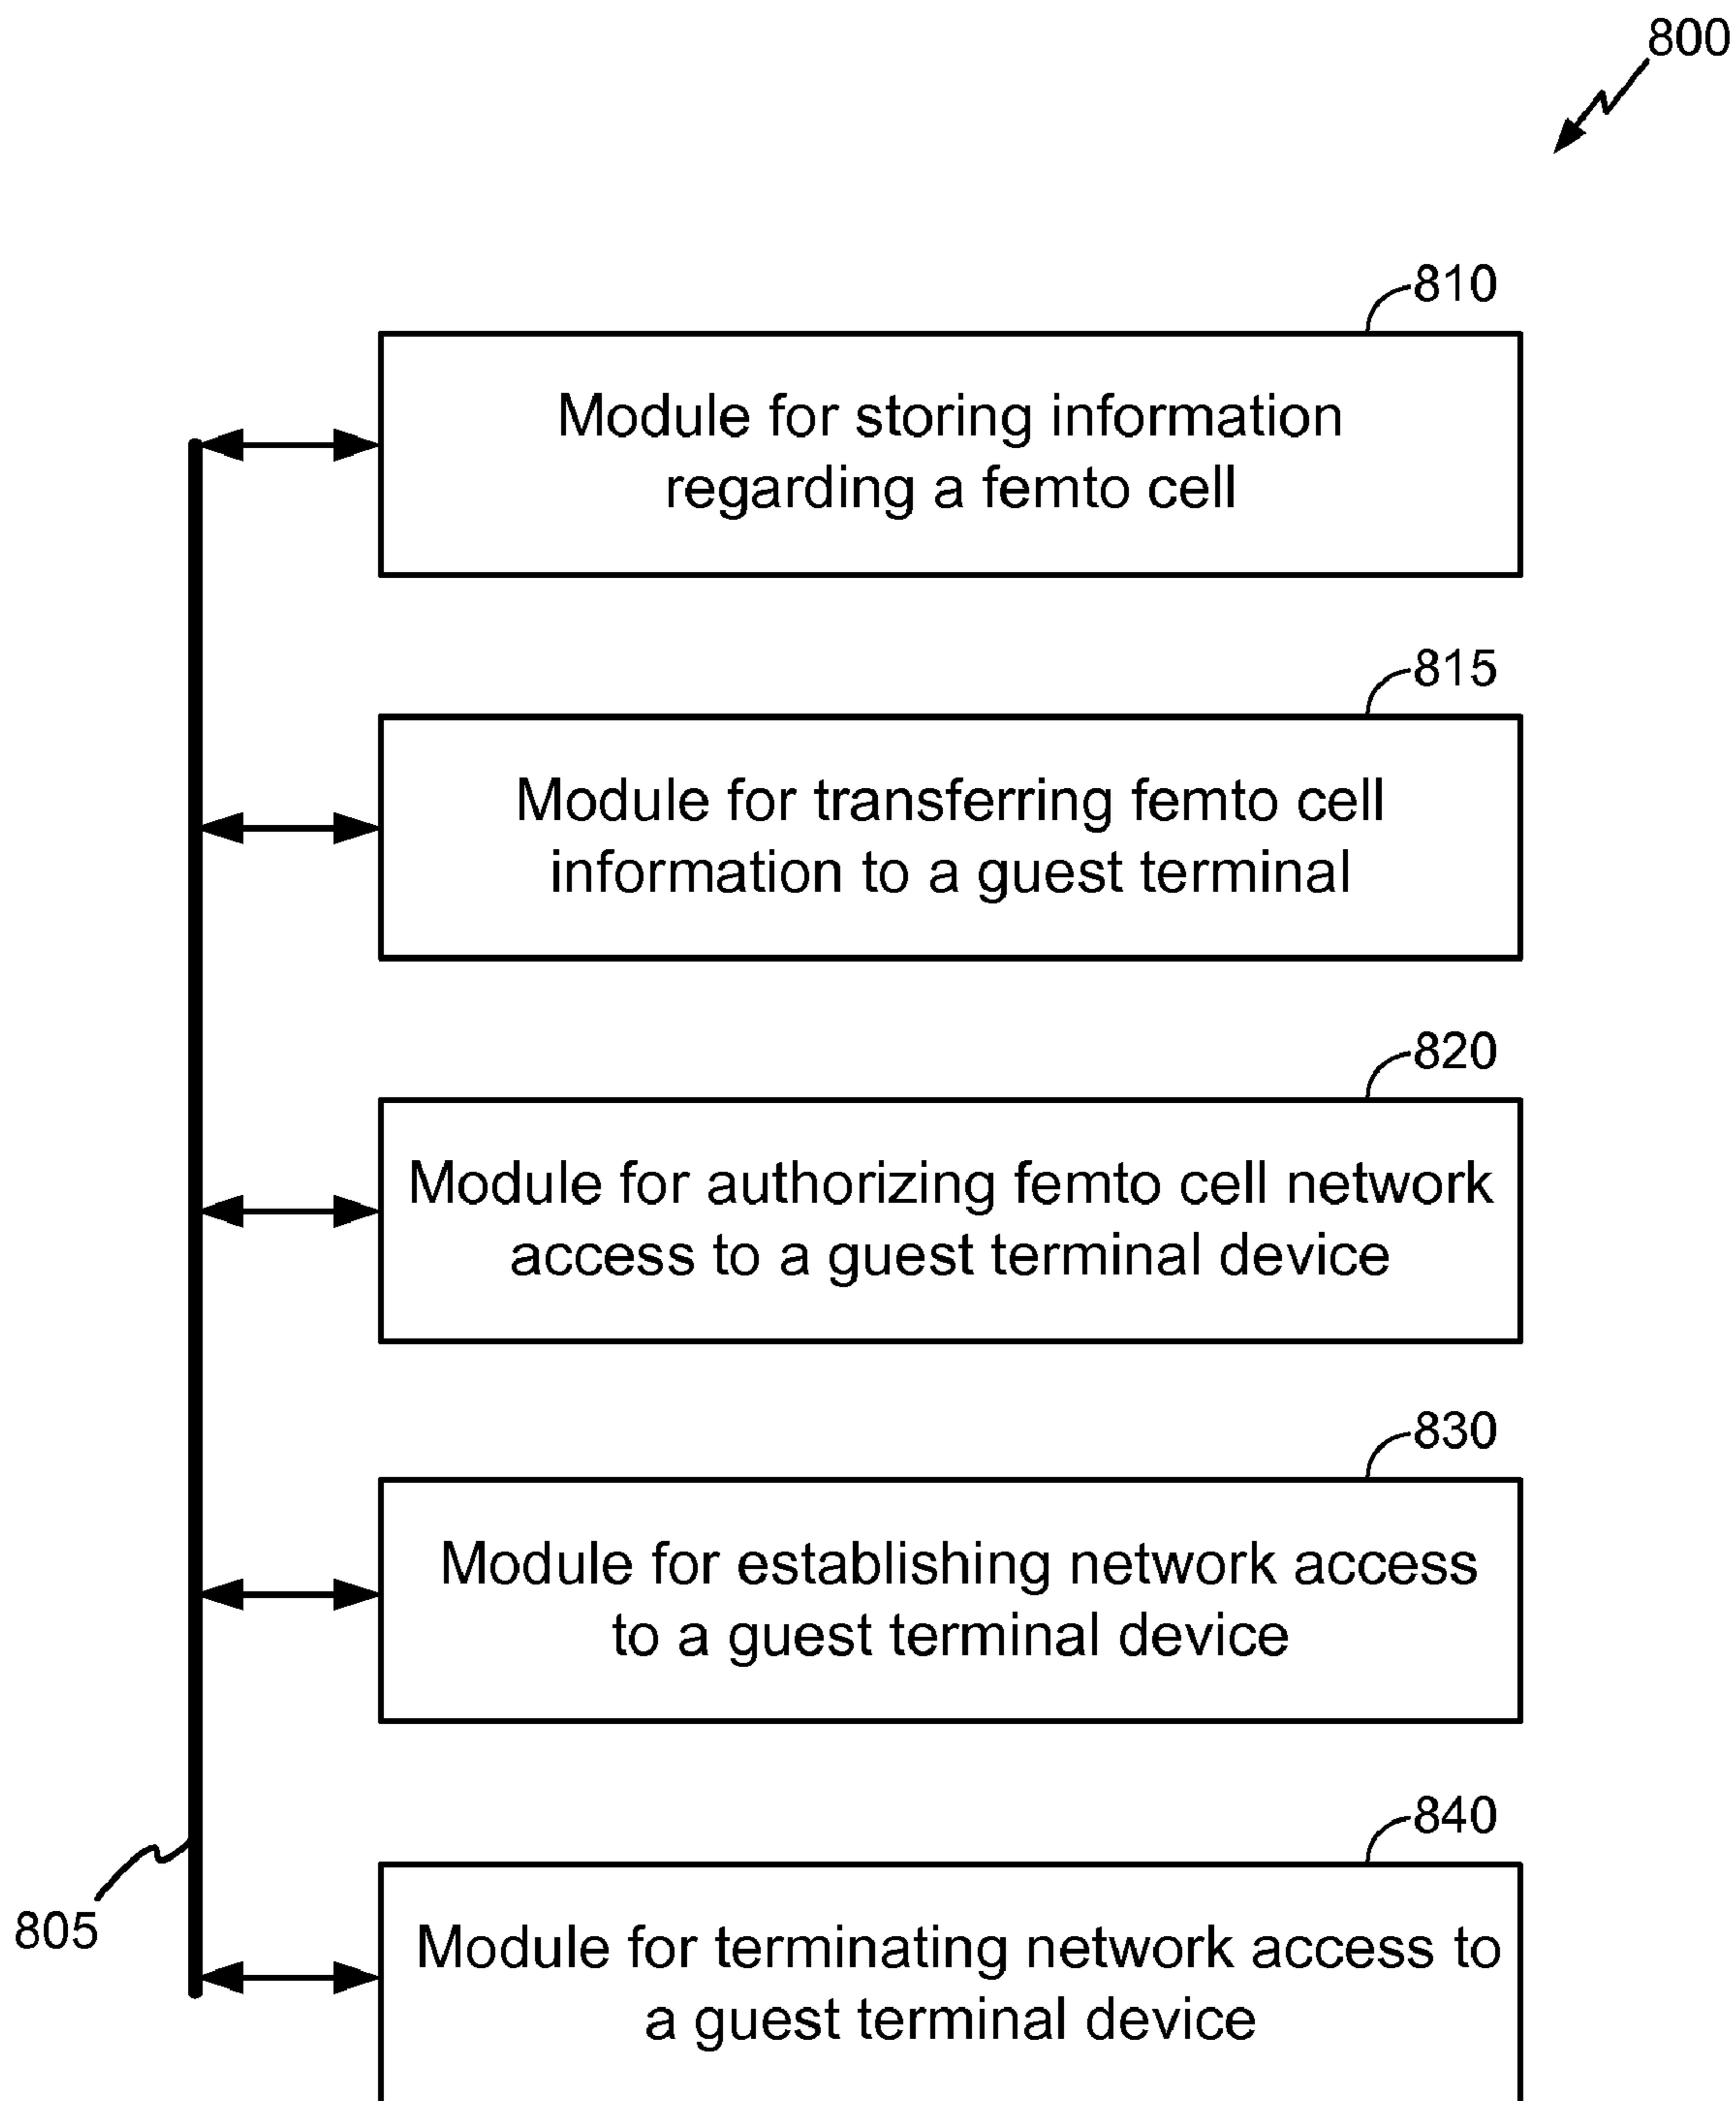 800
810
Module for storing information
regarding a femto cell
815
Module for transferring femto cell
information to a guest terminal
820
Module for authorizing femto cell network
access to a guest terminal device
830
Module for establishing network access
to a guest terminal device
840
805
Module for terminating network access to
a guest terminal device